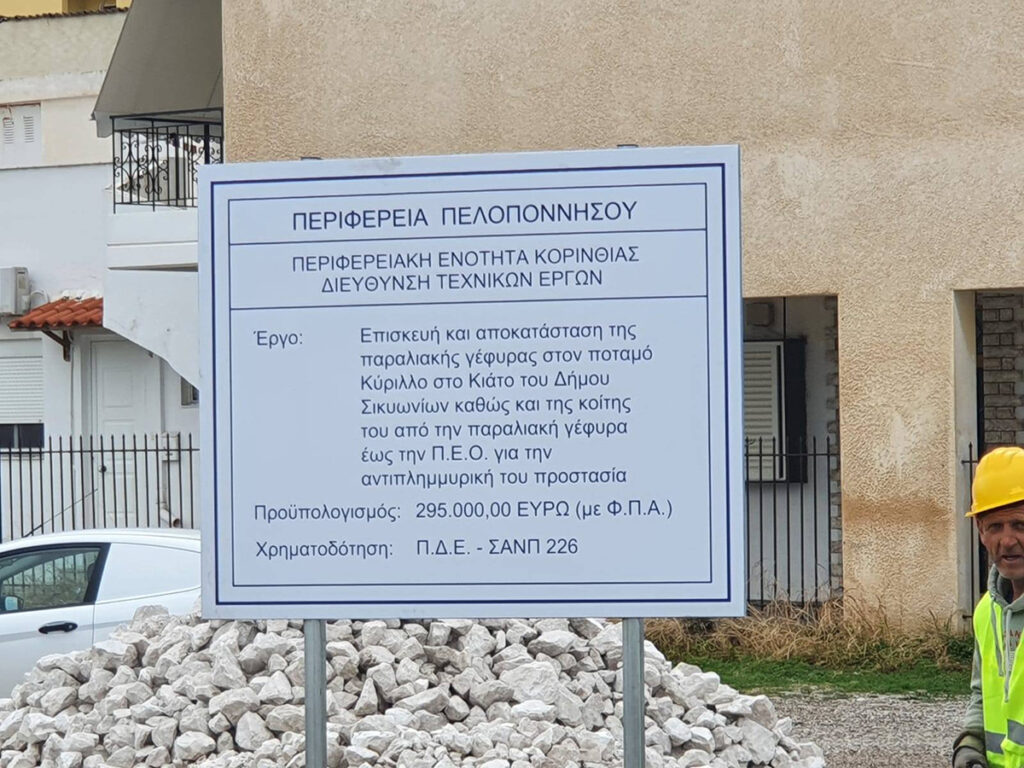 ΠΕΡΙΦΕΡΕΙΑ ΠΕΛΟΠΟΝΝΗΣΟΥ
ΠΕΡΙΦΕΡΕΙΑΚΗ ΕΝΟΤΗΤΑ ΚΟΡΙΝΘΙΑΣ
ΔΙΕΥΘΥΝΣΗ ΤΕΧΝΙΚΩΝ ΕΡΓΩΝ
Έργο: Επισκευή και αποκατάσταση της
παραλιακής γέφυρας στον ποταμό
Κύριλλο στο Κιάτο του Δήμου
Σικυωνίων καθώς και της κοίτης
του από την παραλιακή γέφυρα
έως την Π.Ε.Ο. για την
αντιπλημμυρική του προστασία
Προϋπολογισμός: 295.000,00 ΕΥΡΩ (με Φ.Π.Α.)
Χρηματοδότηση: Π.Δ.Ε. - ΣΑΝΠ 226